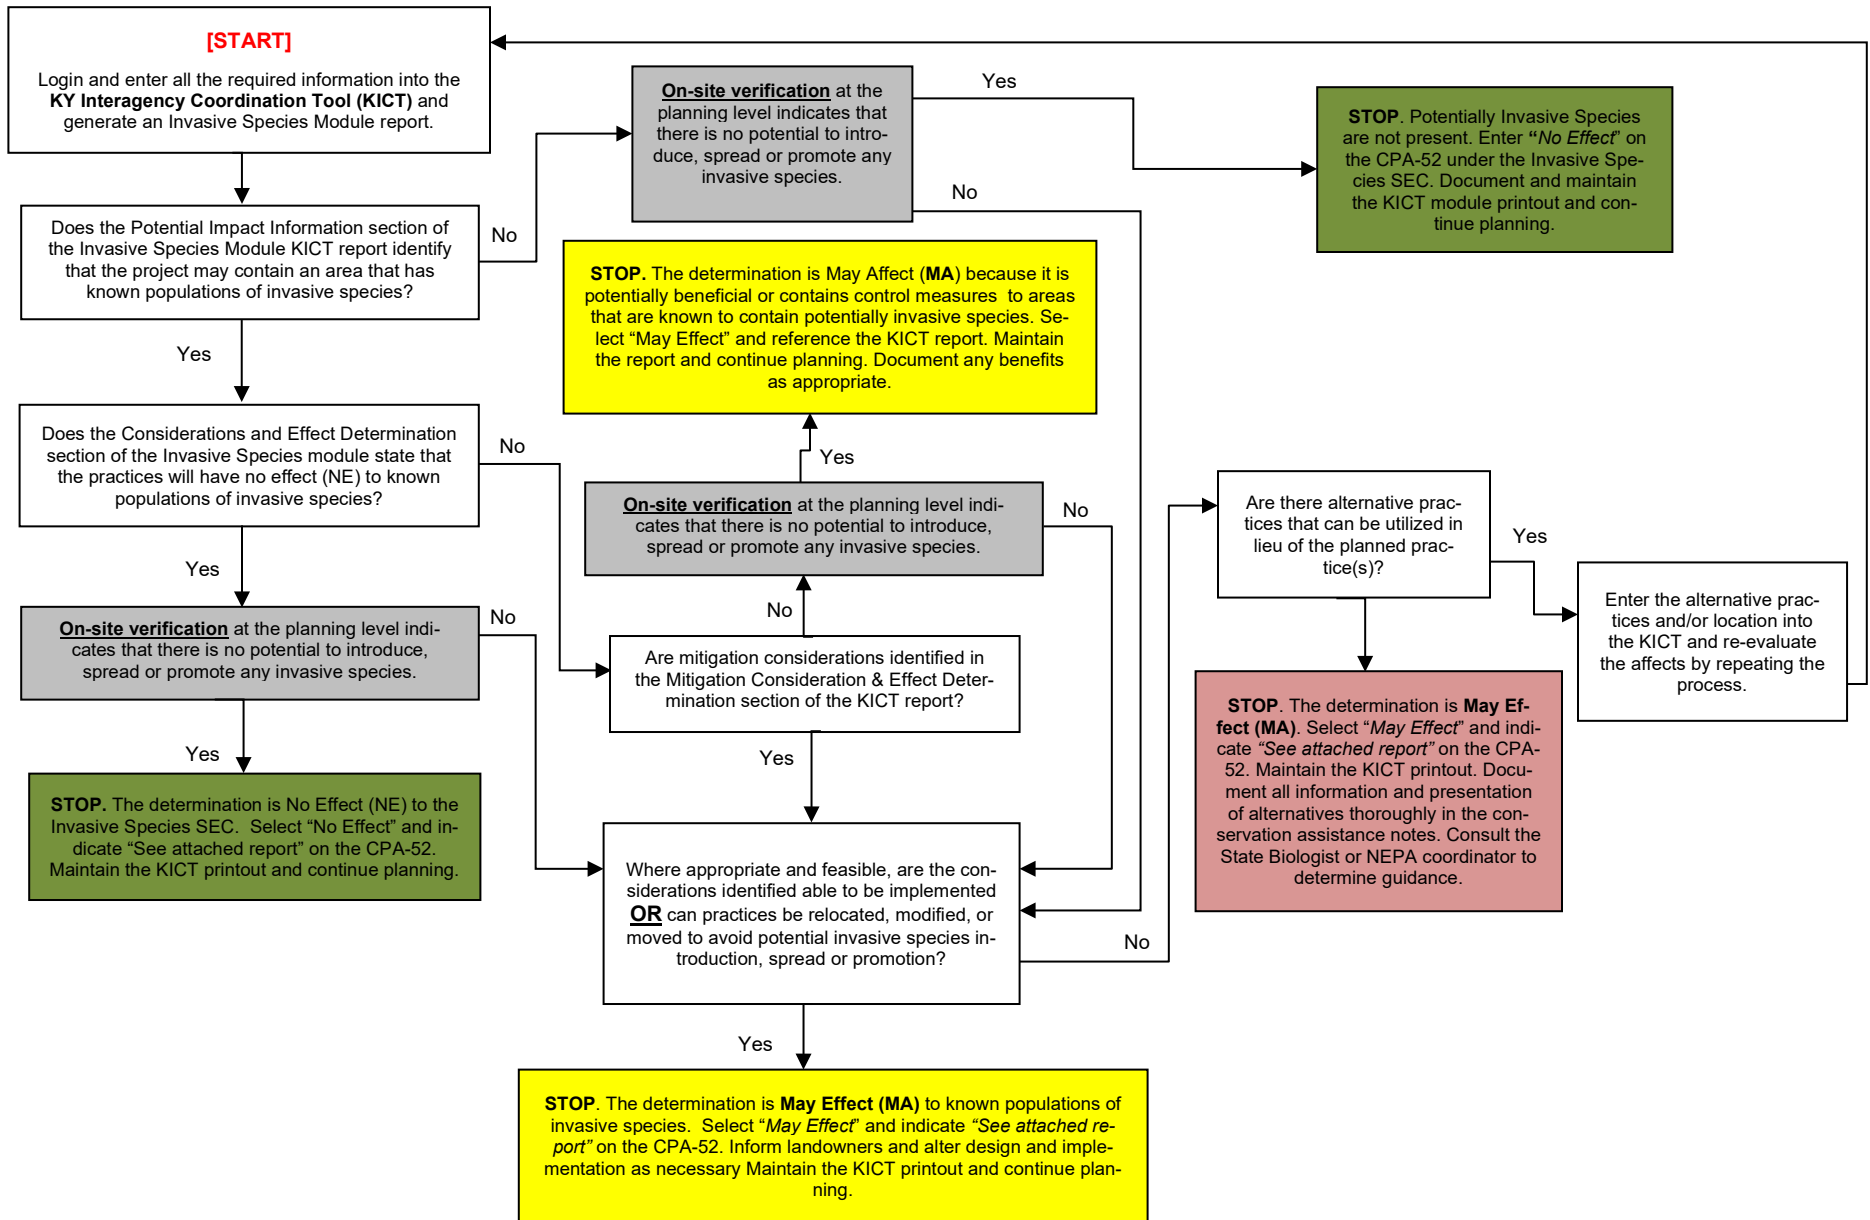 [START]
Login and enter all the required information into the
KY Interagency Coordination Tool (KICT) and
generate an Invasive Species Module report.
Does the Potential Impact Information section of
the Invasive Species Module KICT report identify
that the project may contain an area that has
known populations of invasive species?
No
Yes
On-site verification at the
planning level indicates that
there is no potential to intro-
duce, spread or promote any
invasive species.
Yes
No
STOP. Potentially Invasive Species
are not present. Enter “No Effect” on
the CPA-52 under the Invasive Spe-
cies SEC. Document and maintain
the KICT module printout and con-
tinue planning.
STOP. The determination is May Affect (MA) because it is
potentially beneficial or contains control measures to areas
that are known to contain potentially invasive species. Se-
lect “May Effect” and reference the KICT report. Maintain
the report and continue planning. Document any benefits
as appropriate.
Does the Considerations and Effect Determination
section of the Invasive Species module state that
the practices will have no effect (NE) to known
populations of invasive species?
No
Yes
Yes
On-site verification at the planning level indi-
cates that there is no potential to introduce,
spread or promote any invasive species.
No
No
On-site verification at the planning level indi-
cates that there is no potential to introduce,
spread or promote any invasive species.
No
Yes
Are mitigation considerations identified in
the Mitigation Consideration & Effect Deter-
mination section of the KICT report?
Yes
STOP. The determination is No Effect (NE) to the
Invasive Species SEC. Select “No Effect” and in-
dicate “See attached report” on the CPA-52.
Maintain the KICT printout and continue planning.
Where appropriate and feasible, are the con-
siderations identified able to be implemented
OR can practices be relocated, modified, or
moved to avoid potential invasive species in-
troduction, spread or promotion?
No
Yes
Are there alternative prac-
tices that can be utilized in
lieu of the planned prac-
tice(s)?
Yes
Enter the alternative prac-
tices and/or location into
the KICT and re-evaluate
the affects by repeating the
process.
STOP. The determination is May Ef-
fect (MA). Select “May Effect” and indi-
cate “See attached report” on the CPA-
52. Maintain the KICT printout. Docu-
ment all information and presentation
of alternatives thoroughly in the con-
servation assistance notes. Consult the
State Biologist or NEPA coordinator to
determine guidance.
STOP. The determination is May Effect (MA) to known populations of
invasive species. Select “May Effect” and indicate “See attached re-
port” on the CPA-52. Inform landowners and alter design and imple-
mentation as necessary Maintain the KICT printout and continue plan-
ning.